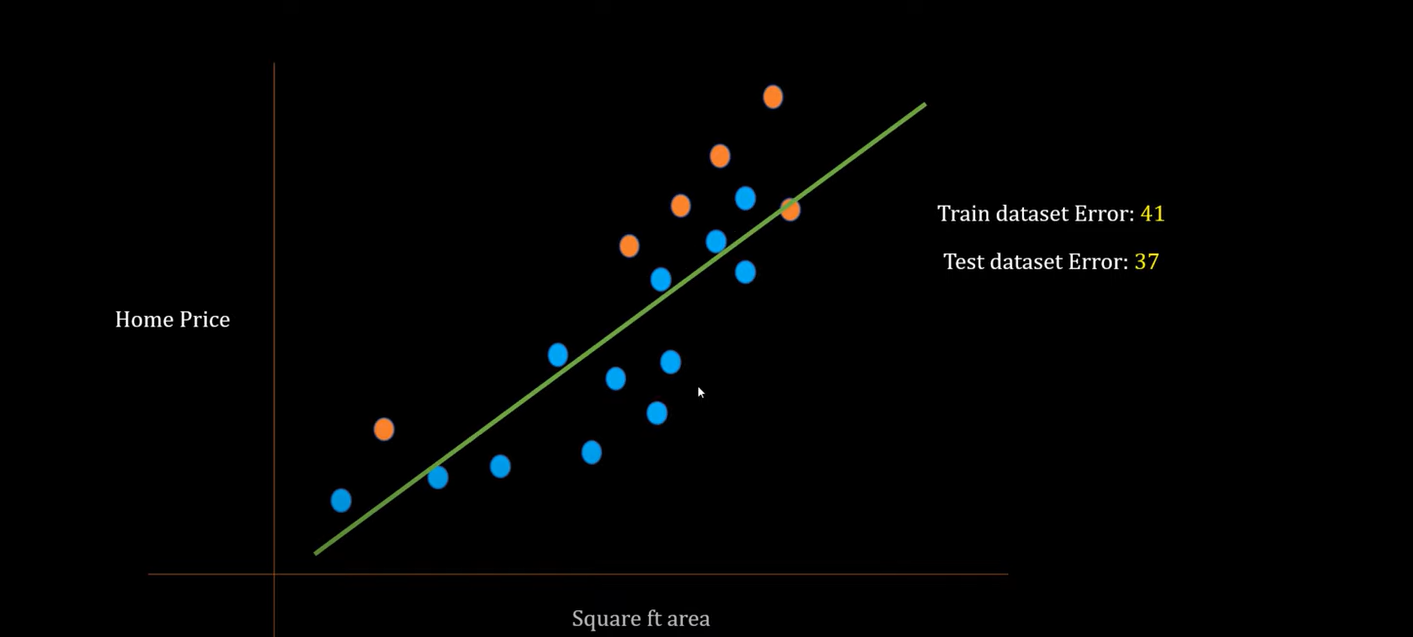 Train dataset Error: 41
Test dataset Error: 37
Home Price
Square ft area